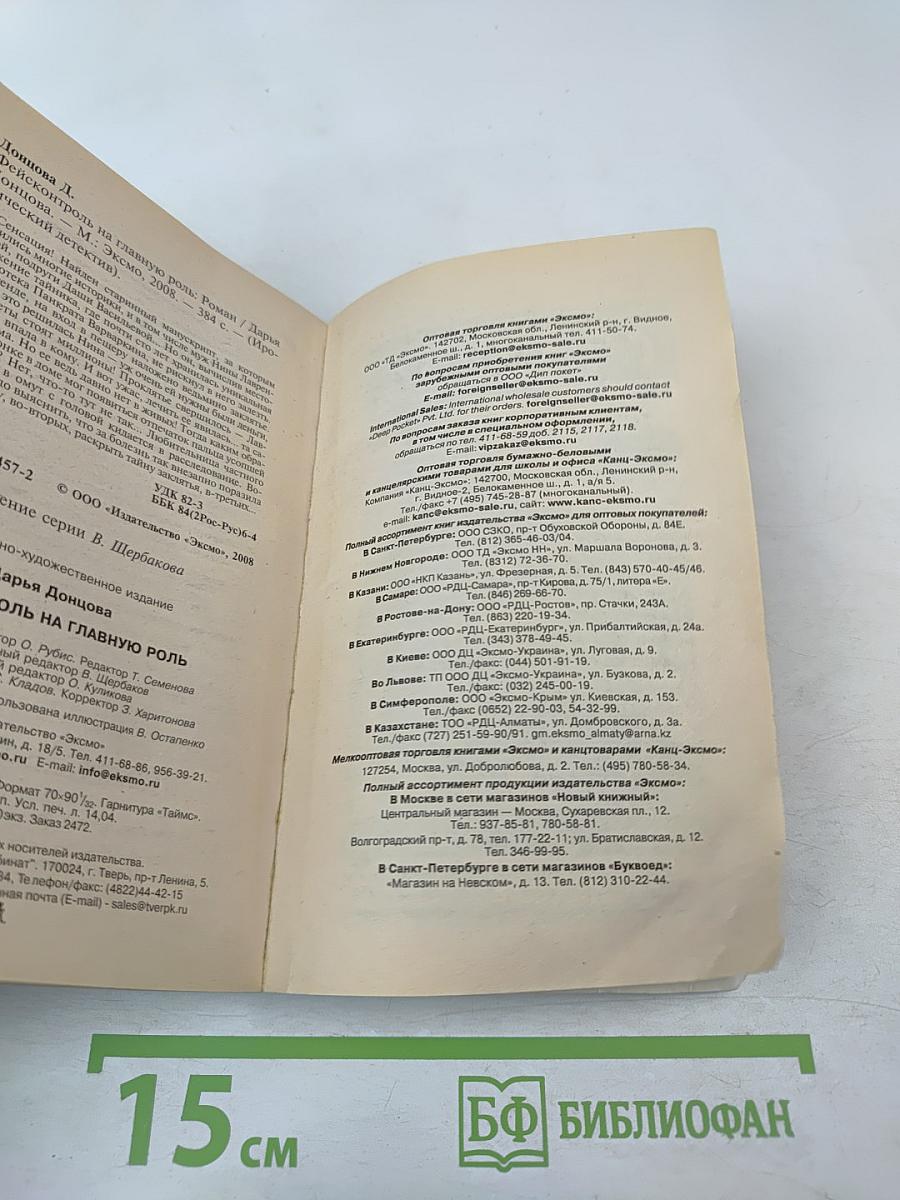 Донцова Д.
Фейсконтроль на главную роль: Роман / Дарья
Донцова. — М.: Эксмо, 2008. — 384 с. — (Иро-
ический детектив).
Сенсация! Найден старинный манускрипт, за
457-2
УДК 82-3
ББК 84(2Рос-Рус)6-4
© ООО «Издательство «Эксмо», 2008
ение серии В. Щербакова
но-художественное издание
Дарья Донцова
ОЛЬ НА ГЛАВНУЮ РОЛЬ
тор О. Рубис. Редактор Т. Семенова
ный редактор В. Щербаков
й редактор О. Куликова
Кладов. Корректор З. Харитонова
ользована иллюстрация В. Остапенко
ательство «Эксмо»
ин, д. 18/5. Тел. 411-68-86, 956-39-21.
mo.ru E-mail: info@eksmo.ru
Формат 70×90 1/32. Гарнитура «Таймс».
п. Усл. печ. л. 14,04.
экз. Заказ 2472.
х носителей издательства.
бинат". 170024, г. Тверь, пр-т Ленина, 5.
34, Телефон/факс: (4822)44-42-15
ная почта (E-mail) - sales@tverpk.ru
Оптовая торговля книгами «Эксмо»:
ООО «ТД «Эксмо». 142702, Московская обл., Ленинский р-н, г. Видное,
Белокаменное ш., д. 1, многоканальный тел. 411-50-74.
E-mail: reception@eksmo-sale.ru
По вопросам приобретения книг «Эксмо»
зарубежными оптовыми покупателями
обращаться в ООО «Дип покет»
E-mail: foreignseller@eksmo-sale.ru
International Sales: International wholesale customers should contact
«Deep Pocket» Pvt. Ltd. for their orders. foreignseller@eksmo-sale.ru
По вопросам заказа книг корпоративным клиентам,
в том числе в специальном оформлении,
обращаться по тел. 411-68-59 доб. 2115, 2117, 2118.
E-mail: vipzakaz@eksmo.ru
Оптовая торговля бумажно-беловыми
и канцелярскими товарами для школы и офиса «Канц-Эксмо»:
Компания «Канц-Эксмо»: 142700, Московская обл., Ленинский р-н,
г. Видное-2, Белокаменное ш., д. 1, а/я 5.
Тел./факс +7 (495) 745-28-87 (многоканальный).
e-mail: kanc@eksmo-sale.ru, сайт: www.kanc-eksmo.ru
Полный ассортимент книг издательства «Эксмо» для оптовых покупателей:
В Санкт-Петербурге: ООО СЗКО, пр-т Обуховской Обороны, д. 84Е.
Тел. (812) 365-46-03/04.
В Нижнем Новгороде: ООО ТД «Эксмо НН», ул. Маршала Воронова, д. 3.
Тел. (8312) 72-36-70.
В Казани: ООО «НКП Казань», ул. Фрезерная, д. 5. Тел. (843) 570-40-45/46.
В Самаре: ООО «РДЦ-Самара», пр-т Кирова, д. 75/1, литера «Е».
Тел. (846) 269-66-70.
В Ростове-на-Дону: ООО «РДЦ-Ростов», пр. Стачки, 243А.
Тел. (863) 220-19-34.
В Екатеринбурге: ООО «РДЦ-Екатеринбург», ул. Прибалтийская, д. 24а.
Тел. (343) 378-49-45.
В Киеве: ООО ДЦ «Эксмо-Украина», ул. Луговая, д. 9.
Тел./факс: (044) 501-91-19.
Во Львове: ТП ООО ДЦ «Эксмо-Украина», ул. Бузкова, д. 2.
Тел./факс: (032) 245-00-19.
В Симферополе: ООО «Эксмо-Крым» ул. Киевская, д. 153.
Тел./факс (0652) 22-90-03, 54-32-99.
В Казахстане: ТОО «РДЦ-Алматы», ул. Домбровского, д. 3а.
Тел./факс (727) 251-59-90/91. gm.eksmo_almaty@arna.kz
Мелкооптовая торговля книгами «Эксмо» и канцтоварами «Канц-Эксмо»:
127254, Москва, ул. Добролюбова, д. 2. Тел.: (495) 780-58-34.
Полный ассортимент продукции издательства «Эксмо»:
В Москве в сети магазинов «Новый книжный»:
Центральный магазин — Москва, Сухаревская пл., 12.
Тел.: 937-85-81, 780-58-81.
Волгоградский пр-т, д. 78, тел. 177-22-11; ул. Братиславская, д. 12.
Тел. 346-99-95.
В Санкт-Петербурге в сети магазинов «Буквоед»:
«Магазин на Невском», д. 13. Тел. (812) 310-22-44.
15 см
БФ БИБЛИОФАН